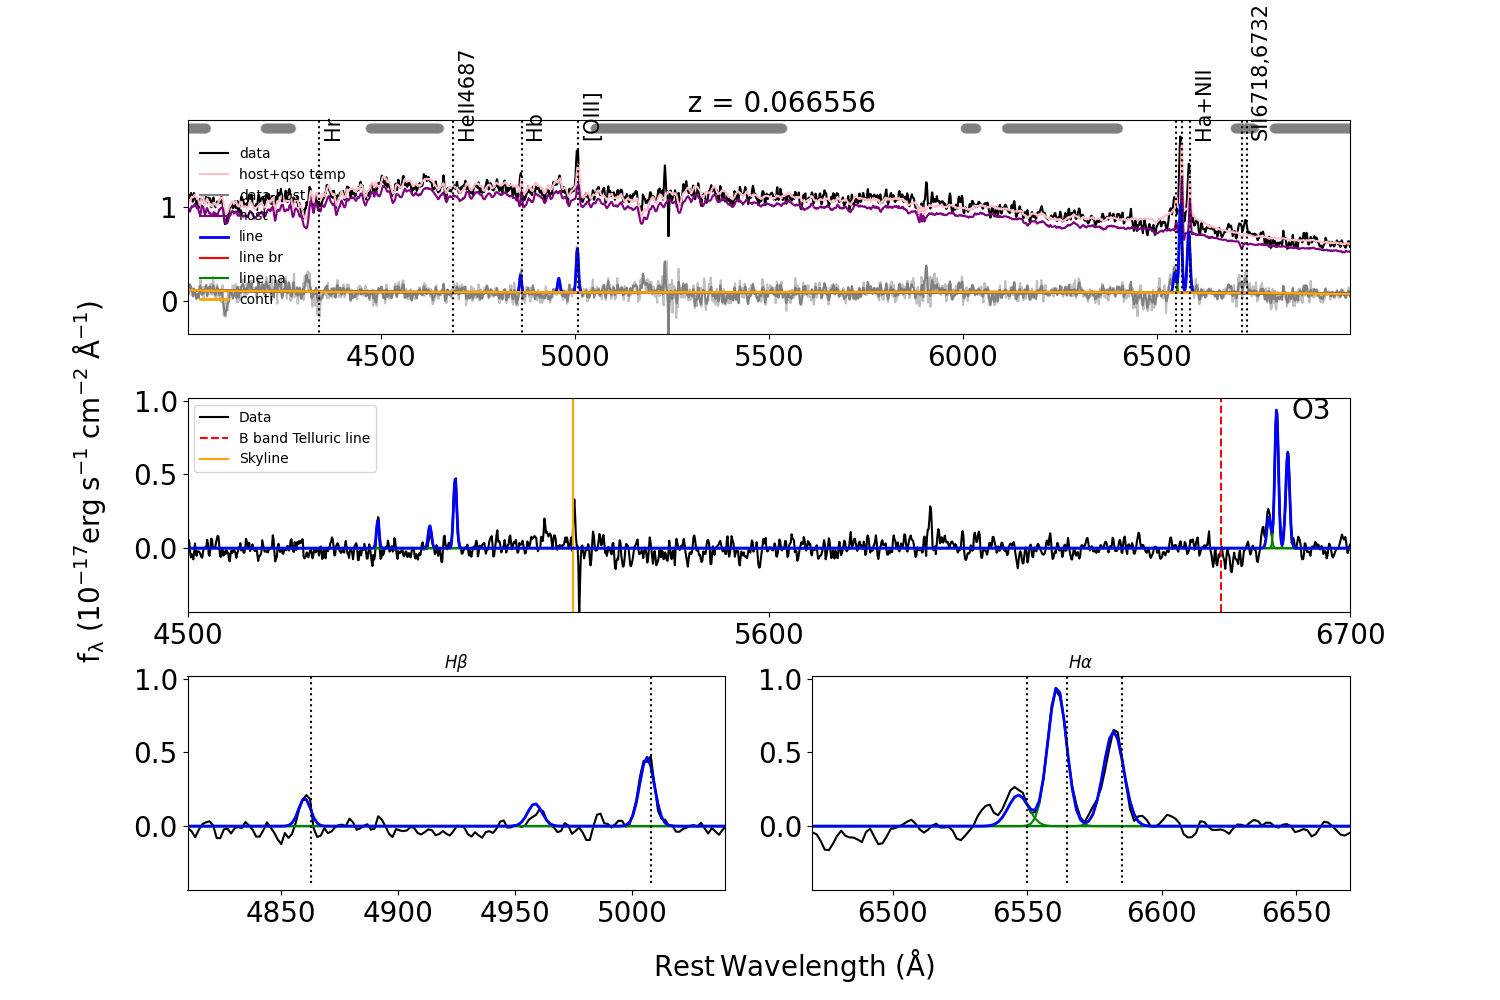 z = 0.066556
Hr
HeII4687
Hb
[OIII]
Ha+NII
SII6718,6732
data
host+qso temp
data-host
host
line
line br
line na
conti
1
0
4500 5000 5500 6000 6500
fλ (10⁻¹⁷erg s⁻¹ cm⁻² Å⁻¹)
Data
B band Telluric line
Skyline
O3
1.0
0.5
0.0
4500 5600 6700
Hβ
1.0
0.5
0.0
4850 4900 4950 5000
Hα
1.0
0.5
0.0
6500 6550 6600 6650
Rest Wavelength (Å)